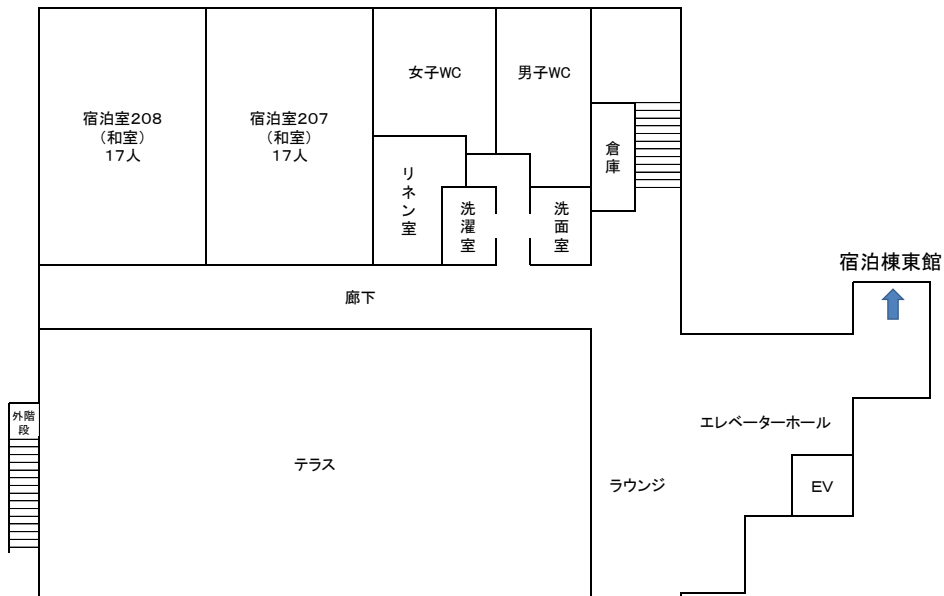 女子WC
男子WC
宿泊室208
（和室）
17人
宿泊室207
（和室）
17人
倉庫
リネン室
洗濯室
洗面室
宿泊棟東館
廊下
外階
段
エレベーターホール
テラス
ラウンジ
EV